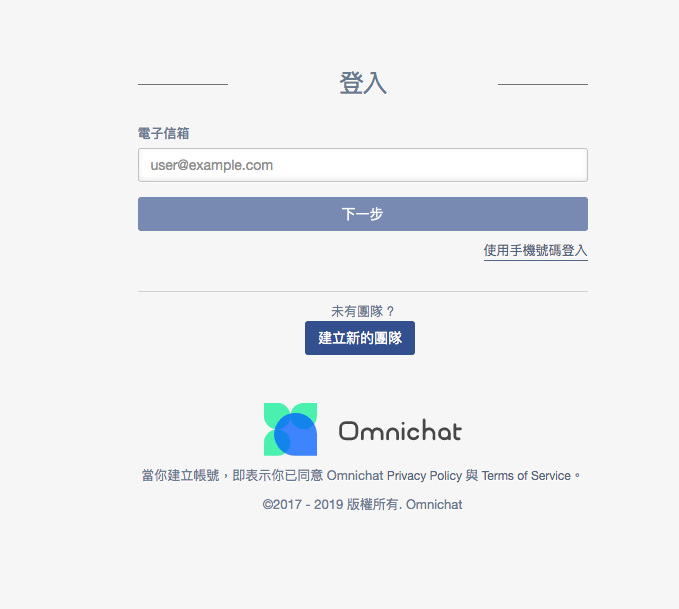 登入
電子信箱
user@example.com
下一步
使用手機號碼登入
未有團隊？
建立新的團隊
Omnichat
當你建立帳號，即表示你已同意 Omnichat Privacy Policy 與 Terms of Service。
©2017 - 2019 版權所有. Omnichat